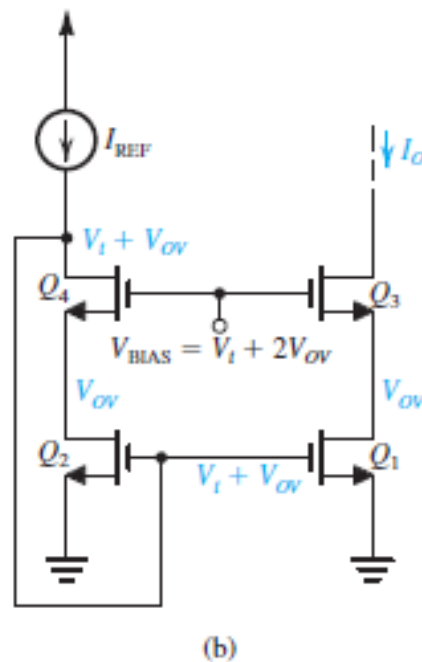 I_REF
I_O
V_t + V_OV
Q_4
Q_3
V_BIAS = V_t + 2V_OV
V_OV
V_OV
Q_2
V_t + V_OV
Q_1
(b)